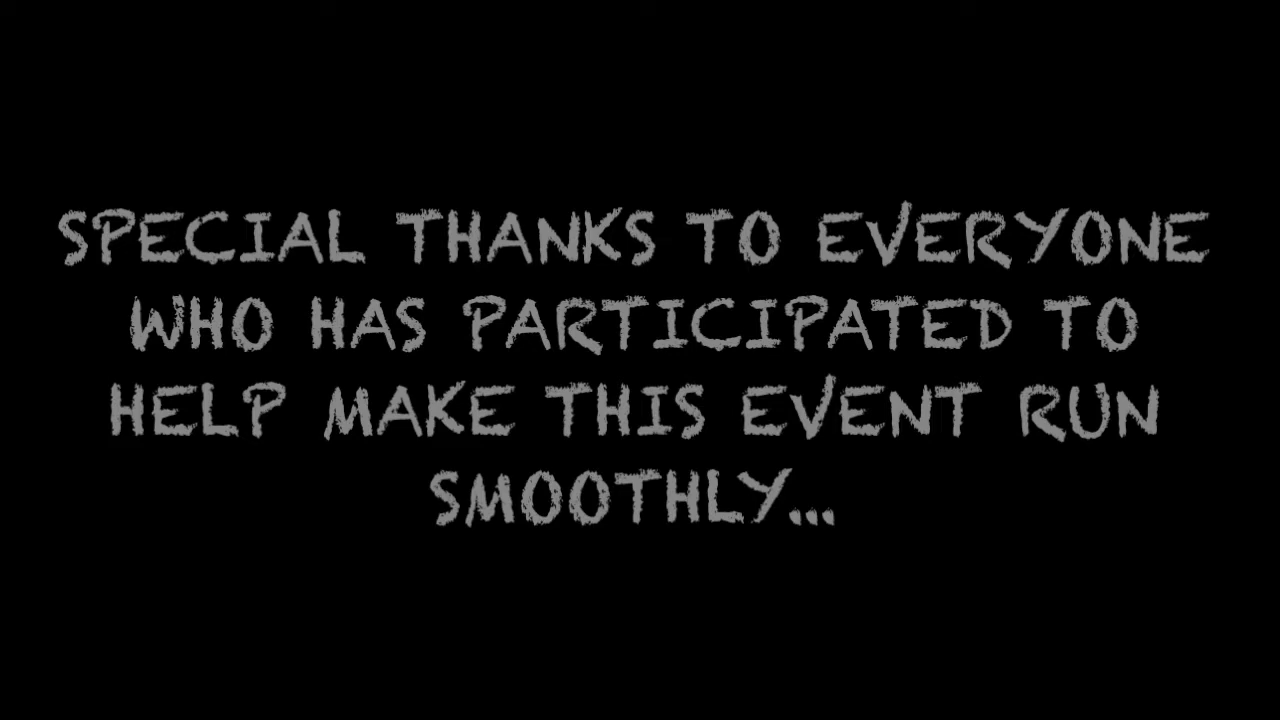 SPECIAL THANKS TO EVERYONE
WHO HAS PARTICIPATED TO
HELP MAKE THIS EVENT RUN
SMOOTHLY...